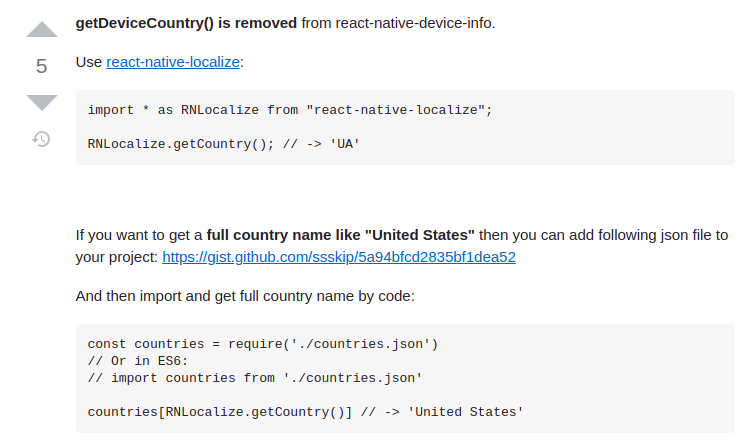 getDeviceCountry() is removed from react-native-device-info.
5
Use react-native-localize:
import * as RNLocalize from "react-native-localize";
RNLocalize.getCountry(); // -> 'UA'
If you want to get a full country name like "United States" then you can add following json file to
your project: https://gist.github.com/ssskip/5a94bfcd2835bf1dea52
And then import and get full country name by code:
const countries = require('./countries.json')
// Or in ES6:
// import countries from './countries.json'
countries[RNLocalize.getCountry()] // -> 'United States'